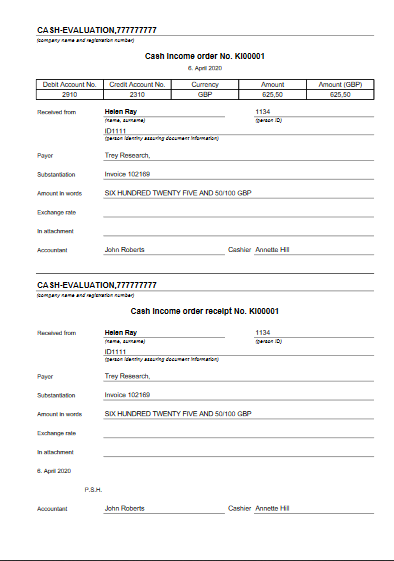 CASH-EVALUATION,777777777
(company name and registration number)
Cash income order No. KI00001
6. April 2020
Debit Account No. Credit Account No. Currency Amount Amount (GBP)
2910 2310 GBP 625,50 625,50
Received from Helen Ray 1134
(name, surname) (person ID)
ID1111
(person identity assuring document information)
Payor Trey Research,
Substantiation Invoice 102169
Amount in words SIX HUNDRED TWENTY FIVE AND 50/100 GBP
Exchange rate
In attachment
Accountant John Roberts Cashier Annette Hill
CASH-EVALUATION,777777777
(company name and registration number)
Cash income order receipt No. KI00001
Received from Helen Ray 1134
(name, surname) (person ID)
ID1111
(person identity assuring document information)
Payor Trey Research,
Substantiation Invoice 102169
Amount in words SIX HUNDRED TWENTY FIVE AND 50/100 GBP
Exchange rate
In attachment
6. April 2020
P.S.H.
Accountant John Roberts Cashier Annette Hill